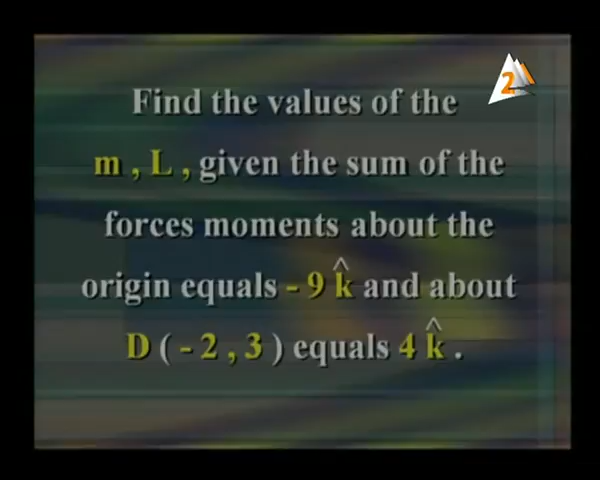 2
Find the values of the
m , L , given the sum of the
forces moments about the
origin equals - 9 k̂ and about
D ( - 2 , 3 ) equals 4 k̂ .